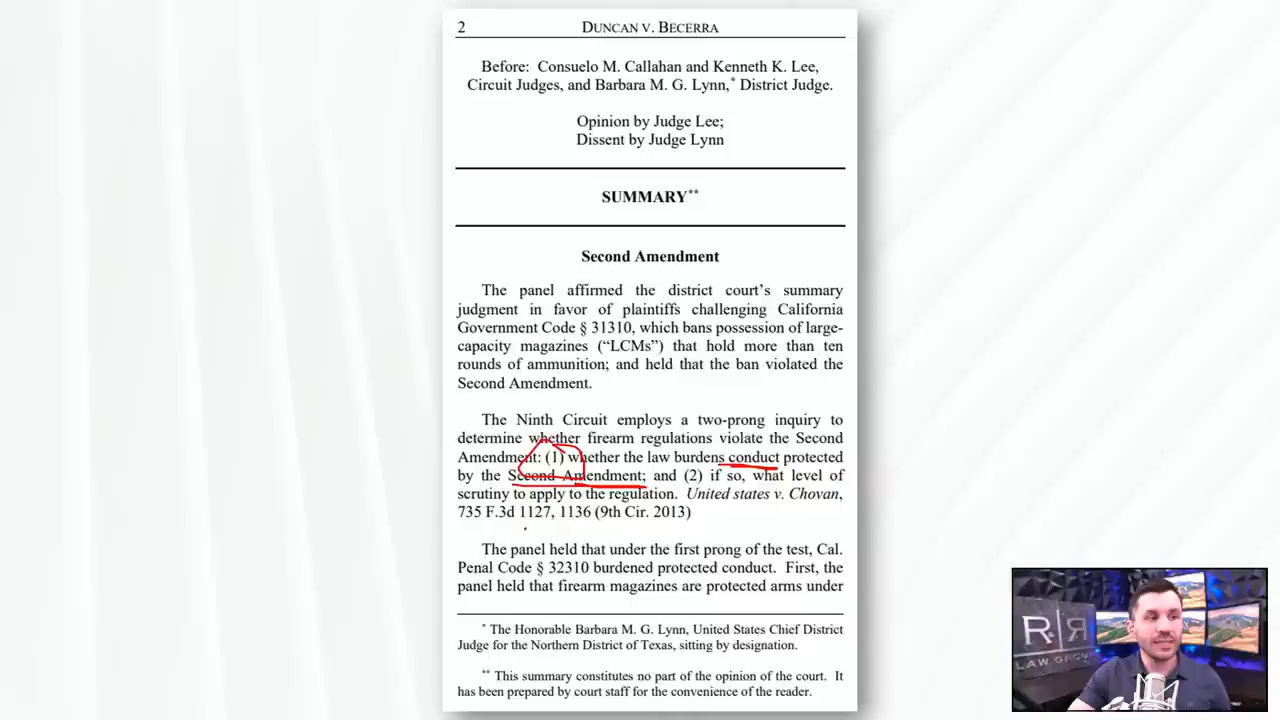 2 DUNCAN V. BECERRA
Before: Consuelo M. Callahan and Kenneth K. Lee,
Circuit Judges, and Barbara M. G. Lynn,* District Judge.
Opinion by Judge Lee;
Dissent by Judge Lynn
SUMMARY**
Second Amendment
The panel affirmed the district court’s summary
judgment in favor of plaintiffs challenging California
Government Code § 31310, which bans possession of large-
capacity magazines (“LCMs”) that hold more than ten
rounds of ammunition; and held that the ban violated the
Second Amendment.
The Ninth Circuit employs a two-prong inquiry to
determine whether firearm regulations violate the Second
Amendment: (1) whether the law burdens conduct protected
by the Second Amendment; and (2) if so, what level of
scrutiny to apply to the regulation. United states v. Chovan,
735 F.3d 1127, 1136 (9th Cir. 2013)
The panel held that under the first prong of the test, Cal.
Penal Code § 32310 burdened protected conduct. First, the
panel held that firearm magazines are protected arms under
* The Honorable Barbara M. G. Lynn, United States Chief District
Judge for the Northern District of Texas, sitting by designation.
** This summary constitutes no part of the opinion of the court. It
has been prepared by court staff for the convenience of the reader.
R|R
LAW GROUP